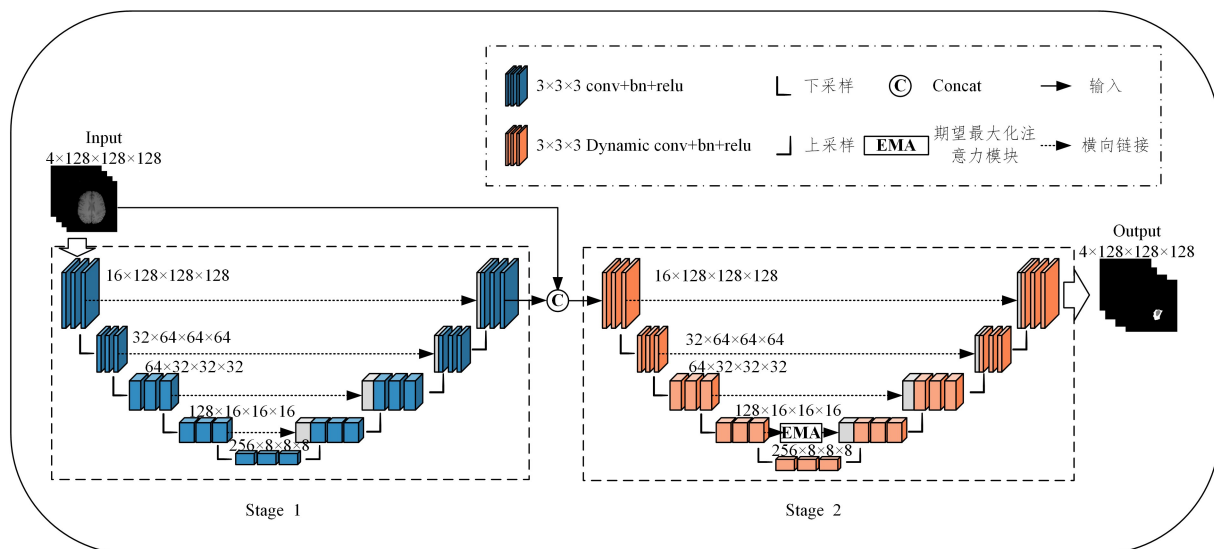 3×3×3 conv+bn+relu
下采样
C
Concat
输入
3×3×3 Dynamic conv+bn+relu
上采样
EMA
期望最大化注
意力模块
横向链接
Input
4×128×128×128
16×128×128×128
32×64×64×64
64×32×32×32
128×16×16×16
256×8×8×8
Stage 1
C
16×128×128×128
32×64×64×64
64×32×32×32
128×16×16×16
EMA
256×8×8×8
Stage 2
Output
4×128×128×128